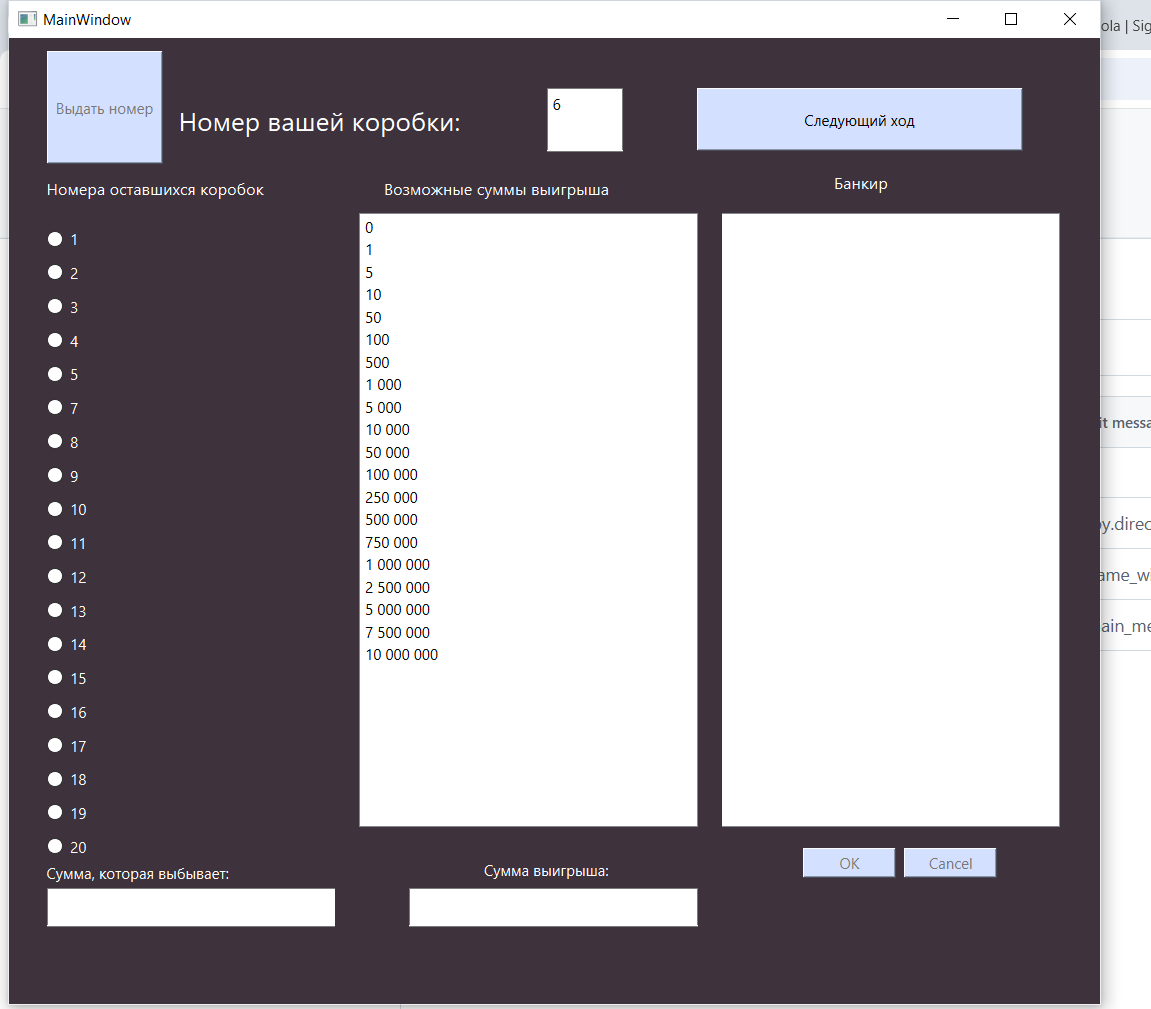 MainWindow
ola | Sig
Выдать номер
Номер вашей коробки:
6
Следующий ход
Номера оставшихся коробок
Возможные суммы выигрыша
Банкир
1
2
3
4
5
7
8
9
10
11
12
13
14
15
16
17
18
19
20
0
1
5
10
50
100
500
1 000
5 000
10 000
50 000
100 000
250 000
500 000
750 000
1 000 000
2 500 000
5 000 000
7 500 000
10 000 000
it messa
py.direc
ame_wi
ain_me
OK
Cancel
Сумма, которая выбывает:
Сумма выигрыша: